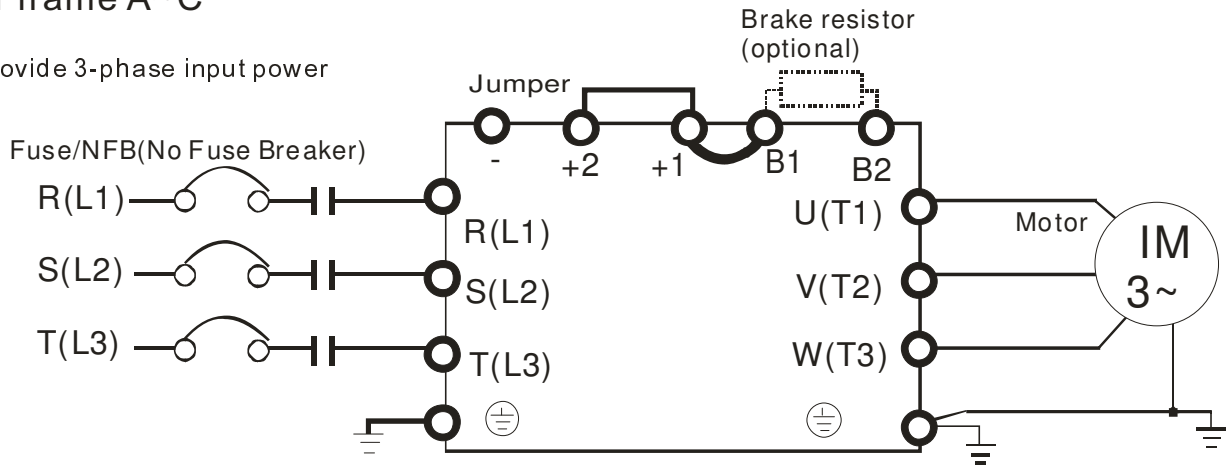 ovide 3-phase input power
Brake resistor
(optional)
Jumper
Fuse/NFB(No Fuse Breaker)
- +2 +1 B1 B2
R(L1) R(L1) U(T1) Motor
S(L2) S(L2) V(T2) IM
3~
T(L3) T(L3) W(T3)